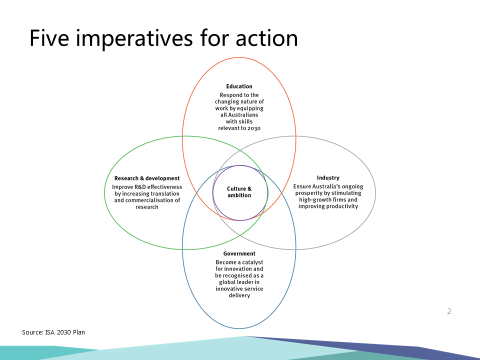 Five imperatives for action
Education
Respond to the
changing nature of
work by equipping
all Australians
with skills
relevant to 2030
Research & development
Improve R&D effectiveness
by increasing translation
and commercialisation of
research
Culture &
ambition
Industry
Ensure Australia's ongoing
prosperity by stimulating
high-growth firms and
improving productivity
Government
Become a catalyst
for innovation and
be recognised as a
global leader in
innovative service
delivery
2
Source: ISA 2030 Plan